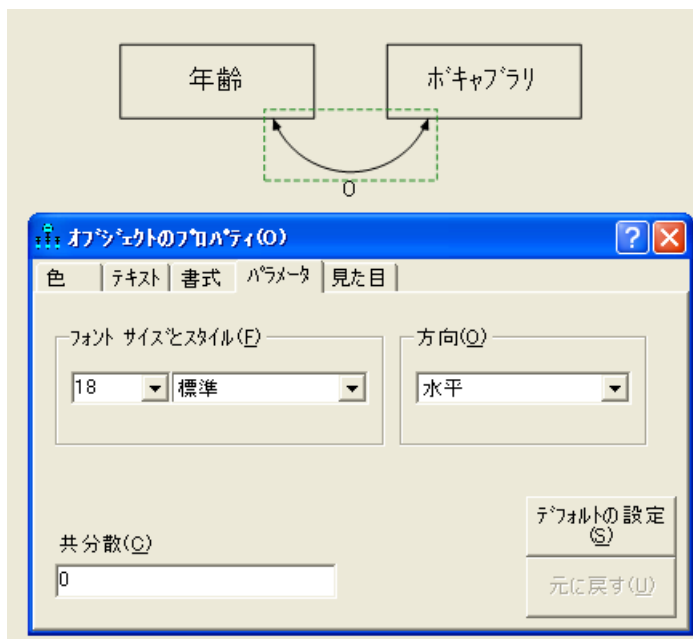 年齢
ボキャブラリ
0
オブジェクトのプロパティ(O)
色 テキスト 書式 パラメータ 見た目
フォント サイズとスタイル(F) 方向(O)
18 標準 水平
デフォルトの設定
(S)
共分散(C)
0
元に戻す(U)